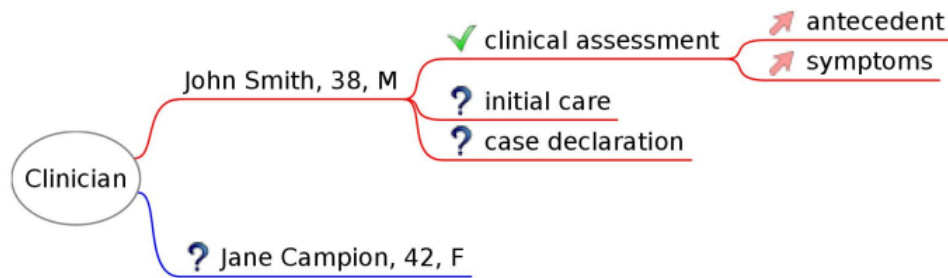 Clinician
John Smith, 38, M
clinical assessment
antecedent
symptoms
initial care
case declaration
Jane Campion, 42, F